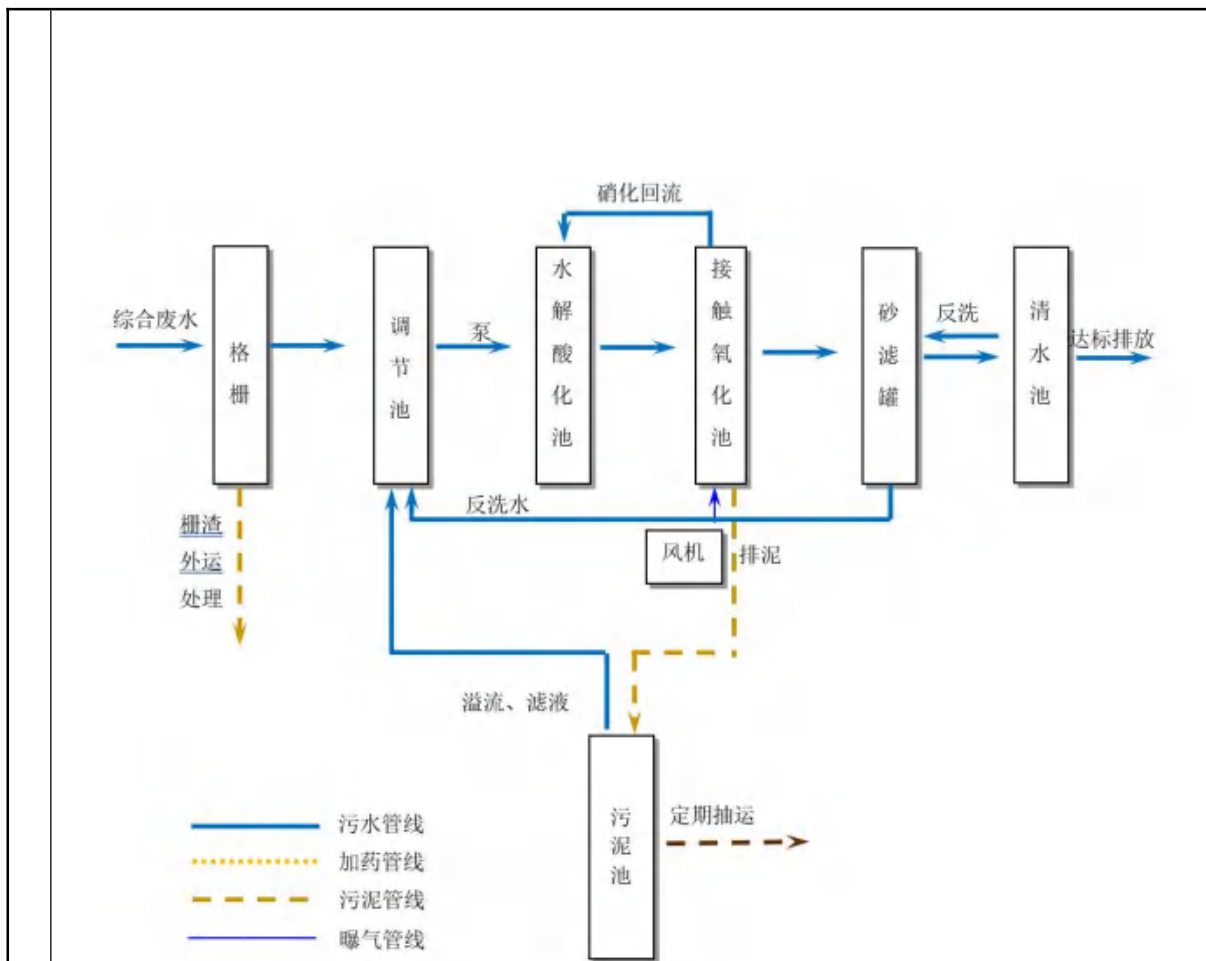 硝化回流
综合废水
格栅
调节池
泵
水解酸化池
接触氧化池
砂滤罐
反洗
清水池
达标排放
反洗水
栅渣
外运
处理
风机
排泥
溢流、滤液
污泥池
定期抽运
污水管线
加药管线
污泥管线
曝气管线